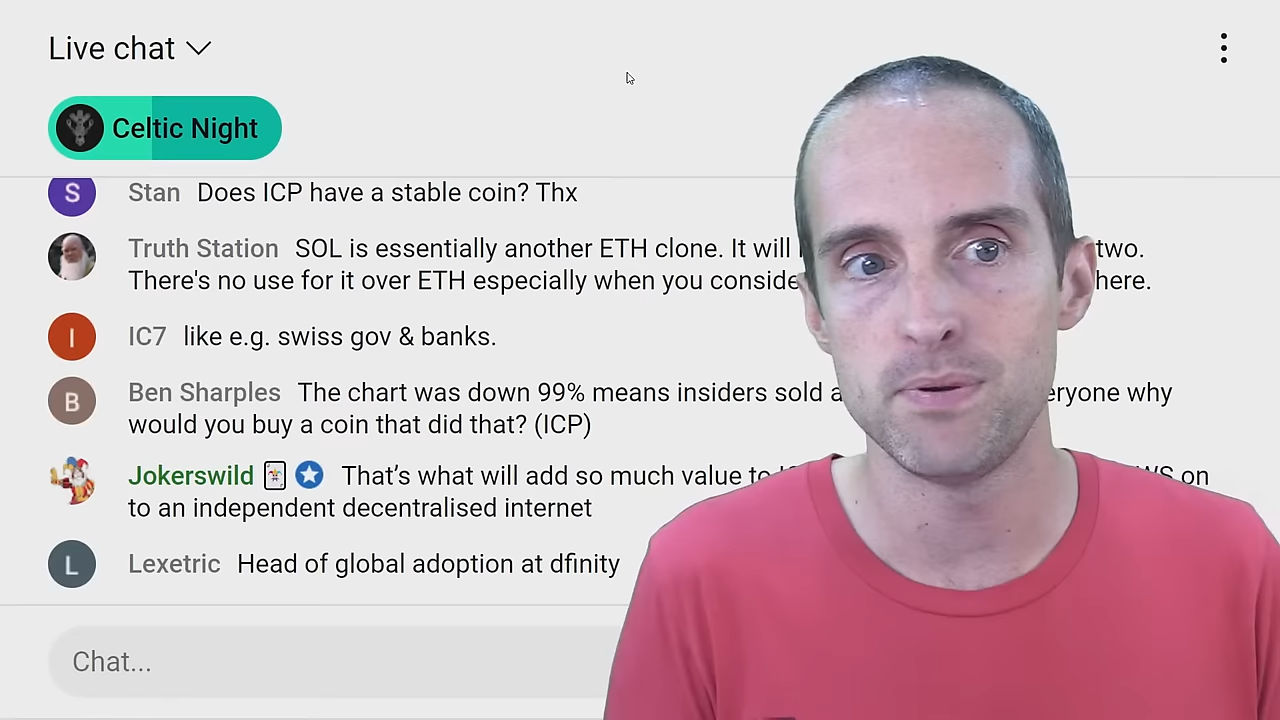 Live chat
Celtic Night
S Stan Does ICP have a stable coin? Thx
Truth Station SOL is essentially another ETH clone. It will two.
There's no use for it over ETH especially when you conside here.
I IC7 like e.g. swiss gov & banks.
B Ben Sharples The chart was down 99% means insiders sold a eryone why
would you buy a coin that did that? (ICP)
Jokerswild That's what will add so much value to WS on
to an independent decentralised internet
L Lexetric Head of global adoption at dfinity
Chat...